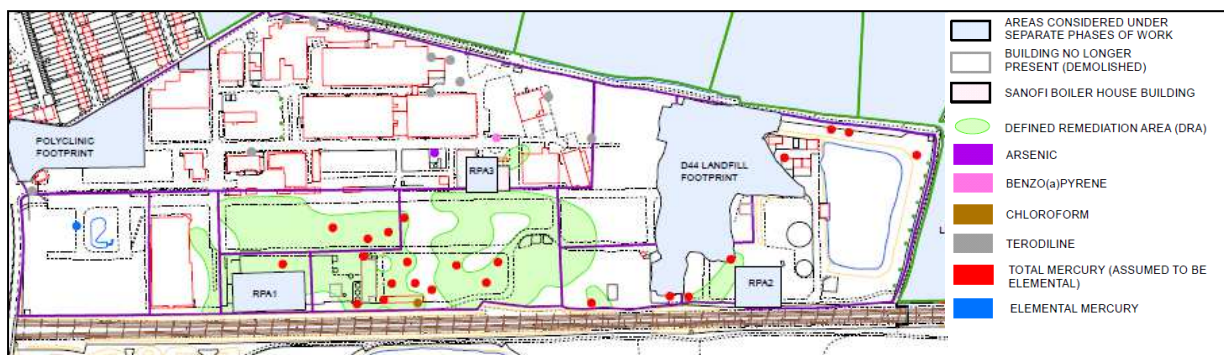 POLYCLINIC
FOOTPRINT
RPA3
D44 LANDFILL
FOOTPRINT
RPA1
RPA2
L
AREAS CONSIDERED UNDER
SEPARATE PHASES OF WORK
BUILDING NO LONGER
PRESENT (DEMOLISHED)
SANOFI BOILER HOUSE BUILDING
DEFINED REMEDIATION AREA (DRA)
ARSENIC
BENZO(a)PYRENE
CHLOROFORM
TERODILINE
TOTAL MERCURY (ASSUMED TO BE
ELEMENTAL)
ELEMENTAL MERCURY